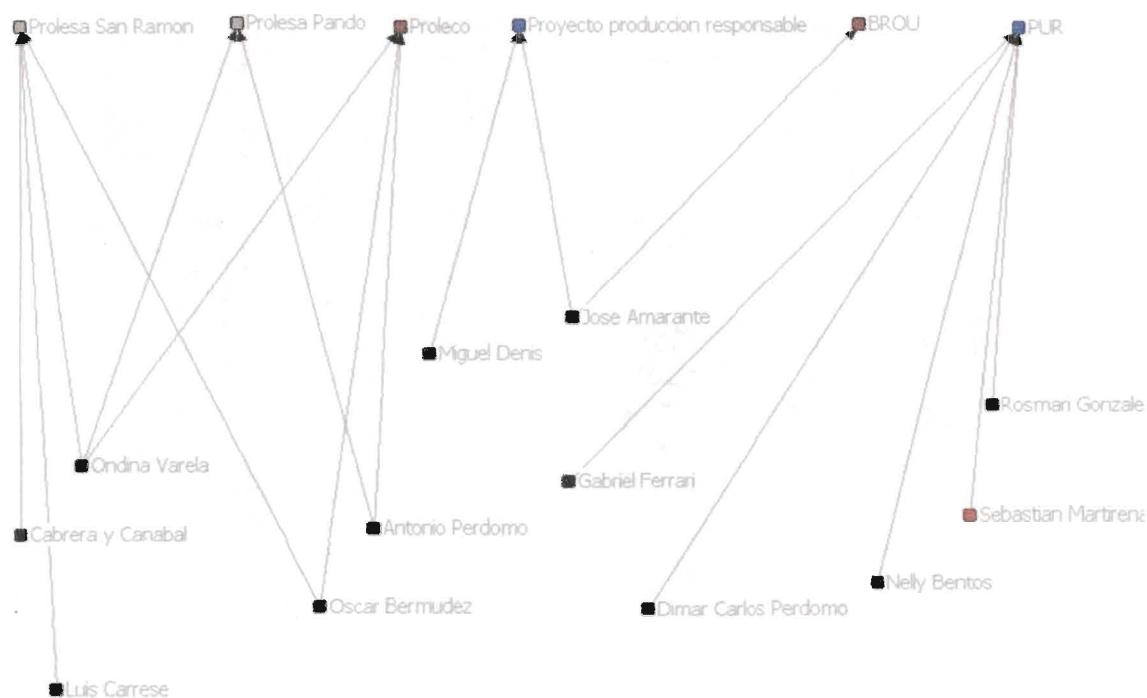 Prolesa San Ramon
Prolesa Pando
Proleco
Proyecto produccion responsable
BROU
PUR
Jose Amarante
Miguel Denis
Rosman Gonzale
Ondina Varela
Gabriel Ferrari
Sebastian Martirena
Cabrera y Canabal
Antonio Perdomo
Nelly Bentos
Oscar Bermudez
Dimar Carlos Perdomo
Luis Carrese